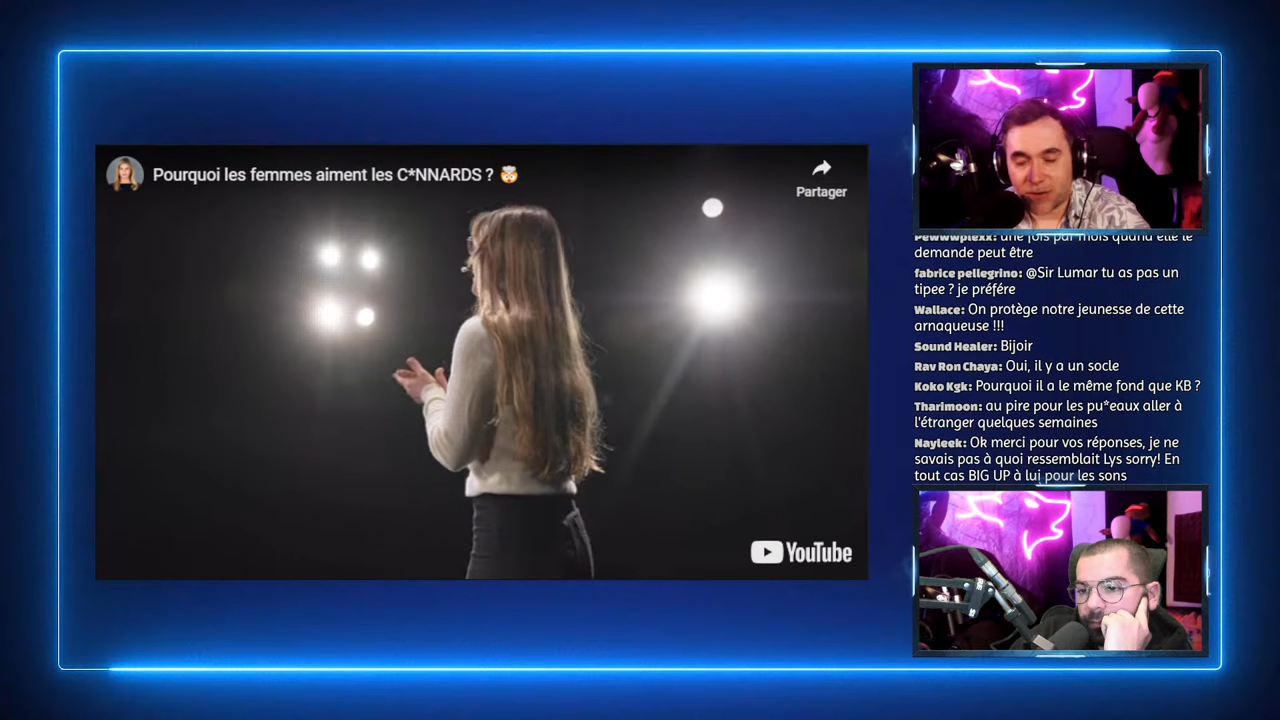 Pourquoi les femmes aiment les C*NNARDS ? 🤯
Partager
YouTube
Pewwwplexx: une fois par mois quand elle le
demande peut être
fabrice pellegrino: @Sir Lumar tu as pas un
tipee ? je préfére
Wallace: On protège notre jeunesse de cette
arnaqueuse !!!
Sound Healer: Bijoir
Rav Ron Chaya: Oui, il y a un socle
Koko Kgk: Pourquoi il a le même fond que KB ?
Tharimoon: au pire pour les pu*eaux aller à
l'étranger quelques semaines
Nayleek: Ok merci pour vos réponses, je ne
savais pas à quoi ressemblait Lys sorry! En
tout cas BIG UP à lui pour les sons